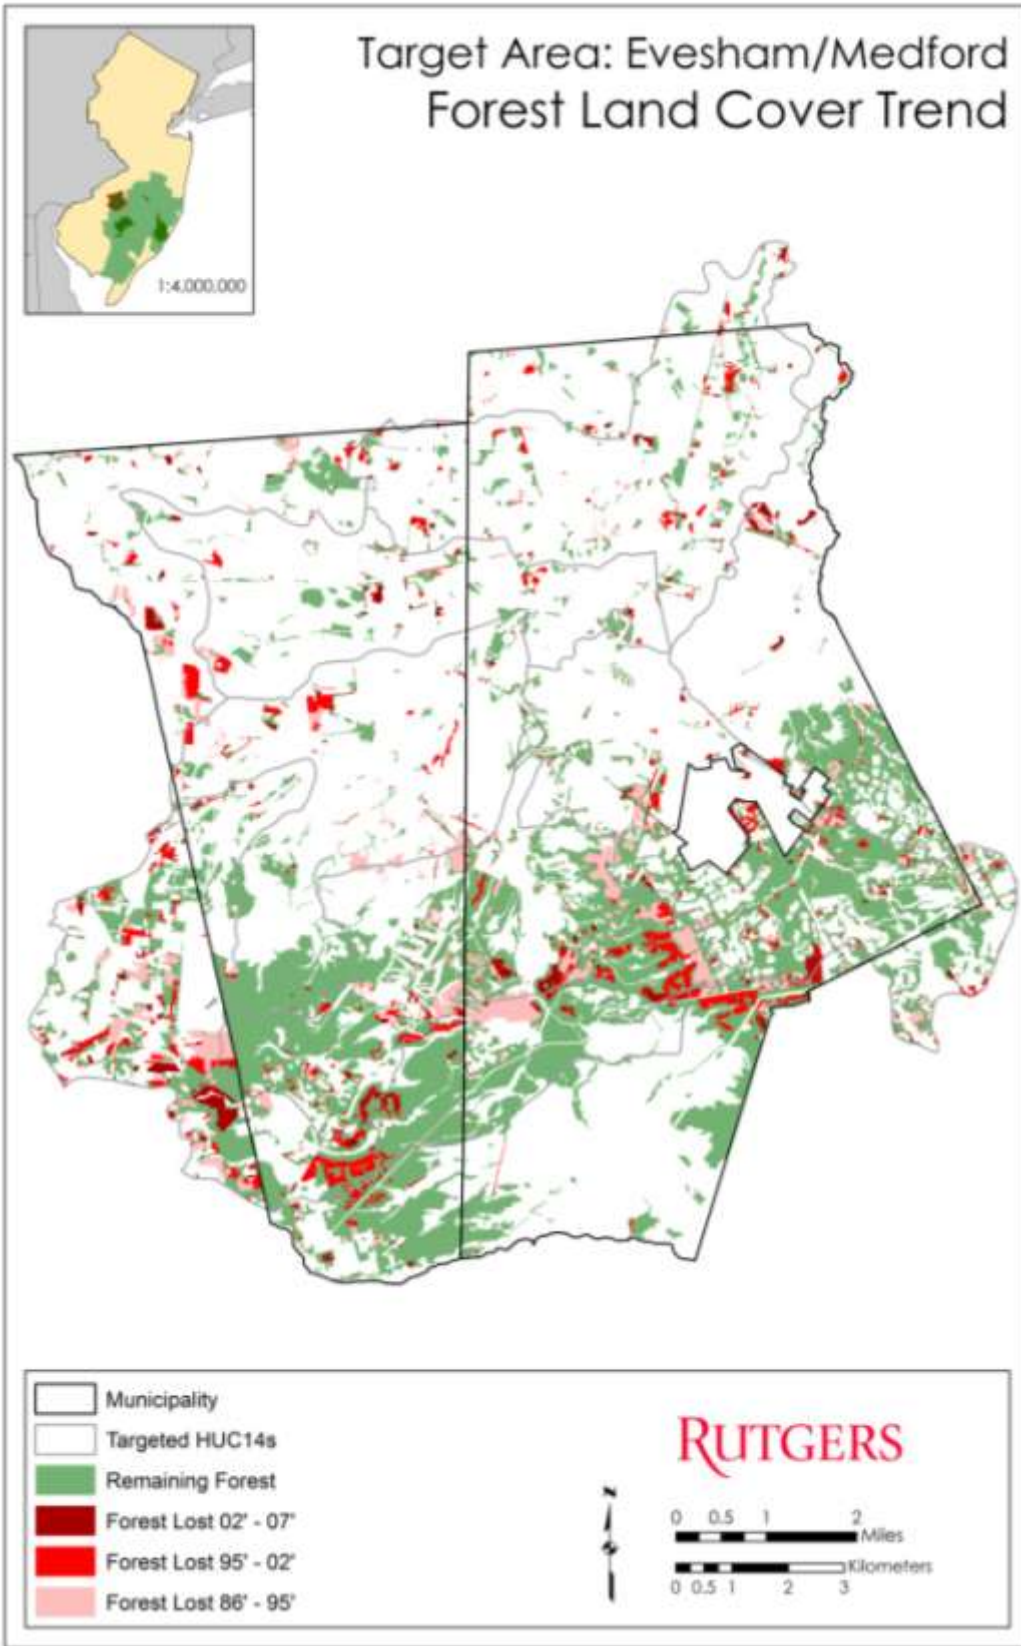 Target Area: Evesham/Medford
Forest Land Cover Trend
1:4,000,000
Municipality
Targeted HUC14s
Remaining Forest
Forest Lost 02' - 07'
Forest Lost 95' - 02'
Forest Lost 86' - 95'
RUTGERS
N
0 0.5 1 2
Miles
Kilometers
0 0.5 1 2 3